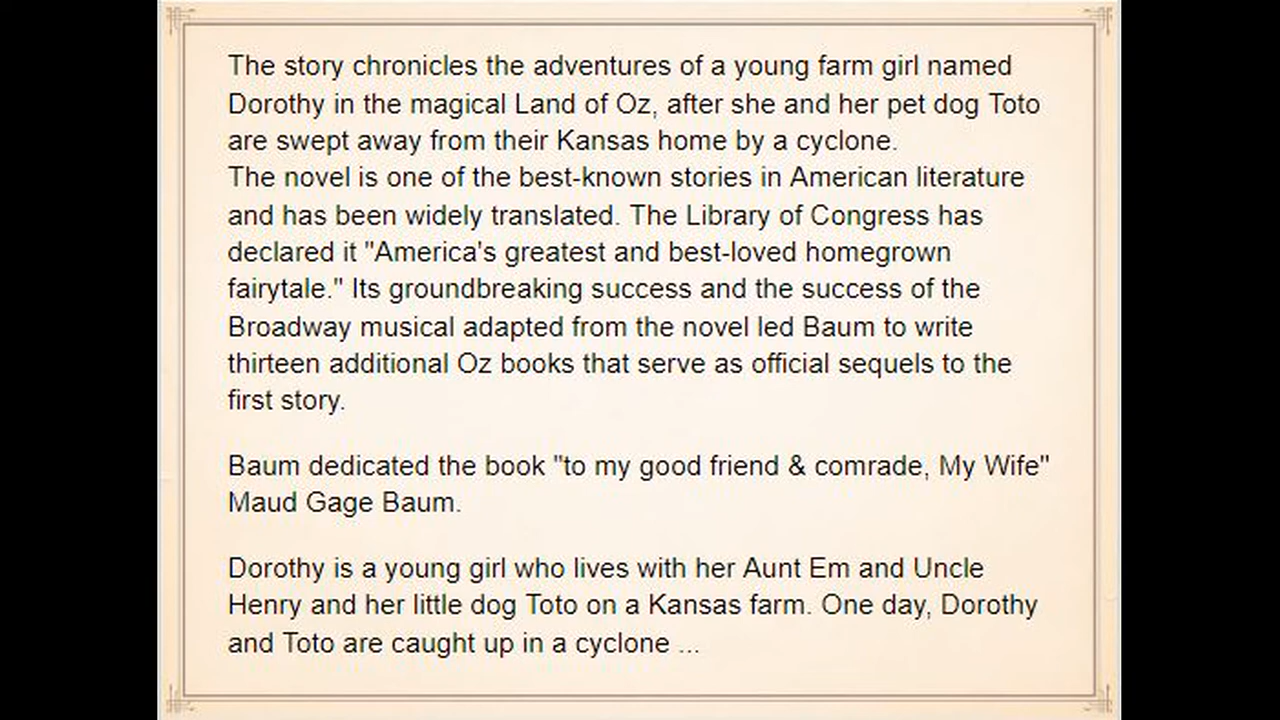 The story chronicles the adventures of a young farm girl named
Dorothy in the magical Land of Oz, after she and her pet dog Toto
are swept away from their Kansas home by a cyclone.
The novel is one of the best-known stories in American literature
and has been widely translated. The Library of Congress has
declared it "America's greatest and best-loved homegrown
fairytale." Its groundbreaking success and the success of the
Broadway musical adapted from the novel led Baum to write
thirteen additional Oz books that serve as official sequels to the
first story.
Baum dedicated the book "to my good friend & comrade, My Wife"
Maud Gage Baum.
Dorothy is a young girl who lives with her Aunt Em and Uncle
Henry and her little dog Toto on a Kansas farm. One day, Dorothy
and Toto are caught up in a cyclone ...